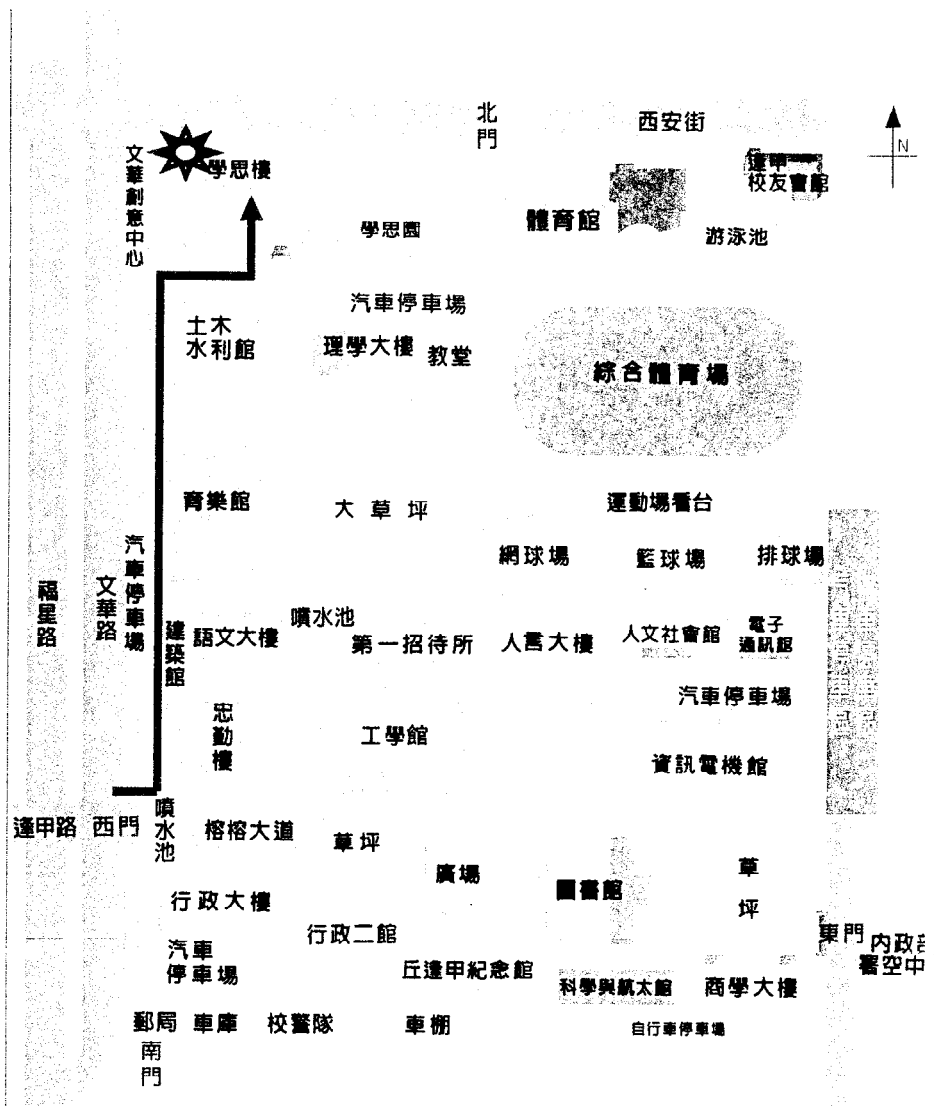 北門
西安街
N
文華創意中心
學思樓
逢甲
校友會館
學思園
體育館
游泳池
汽車停車場
土木
水利館
理學大樓
教堂
綜合體育場
育樂館
大草坪
運動場看台
網球場
籃球場
排球場
福星路
文華路
汽車停車場
建築館
語文大樓
噴水池
第一招待所
人言大樓
人文社會館
電子
通訊館
汽車停車場
忠勤樓
工學館
資訊電機館
逢甲路
西門
噴水池
榕榕大道
草坪
廣場
圖書館
草坪
行政大樓
行政二館
東門
內政部
署空中
汽車
停車場
丘逢甲紀念館
科學與航太館
商學大樓
郵局
車庫
校警隊
車棚
自行車停車場
南門